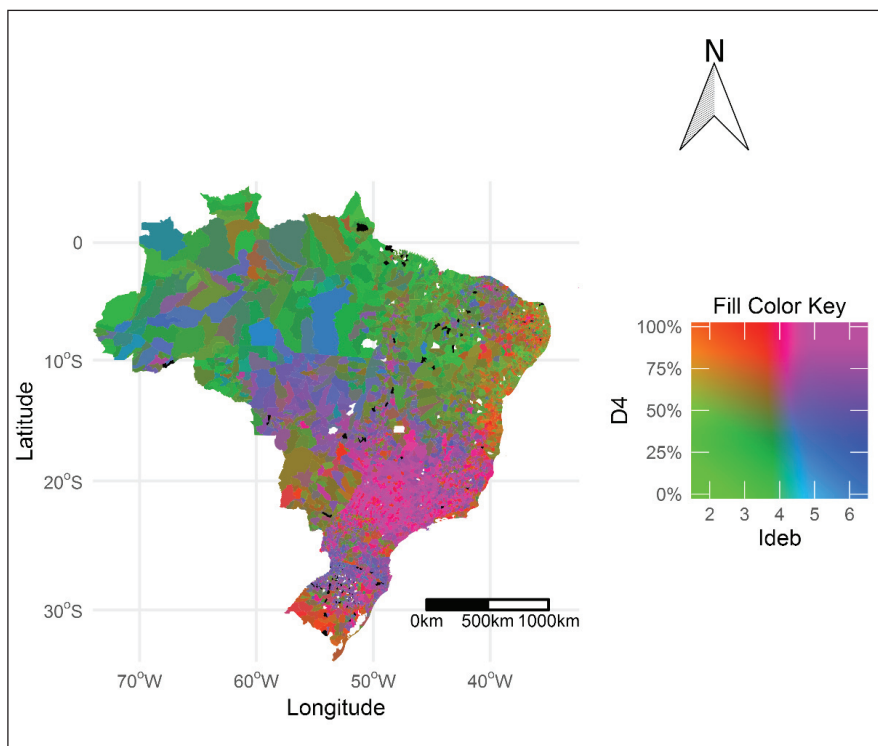 N
0
10°S
20°S
30°S
Latitude
70°W 60°W 50°W 40°W
Longitude
0km 500km 1000km
Fill Color Key
100%
75%
50%
25%
0%
D4
2 3 4 5 6
Ideb